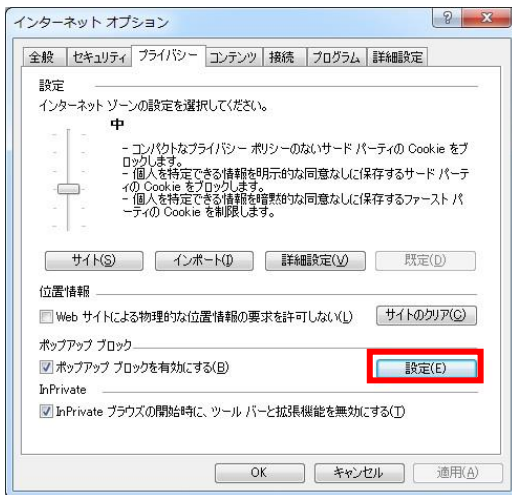 インターネット オプション
全般 セキュリティ プライバシー コンテンツ 接続 プログラム 詳細設定
設定
インターネット ゾーンの設定を選択してください。
中
- コンパクトなプライバシー ポリシーのないサード パーティの Cookie をブ
ロックします。
- 個人を特定できる情報を明示的な同意なしに保存するサード パーテ
ィの Cookie をブロックします。
- 個人を特定できる情報を暗黙的な同意なしに保存するファースト パ
ーティの Cookie を制限します。
サイト(S) インポート(I) 詳細設定(V) 既定(D)
位置情報
Web サイトによる物理的な位置情報の要求を許可しない(L) サイトのクリア(C)
ポップアップ ブロック
ポップアップ ブロックを有効にする(B) 設定(E)
InPrivate
InPrivate ブラウズの開始時に、ツール バーと拡張機能を無効にする(T)
OK キャンセル 適用(A)